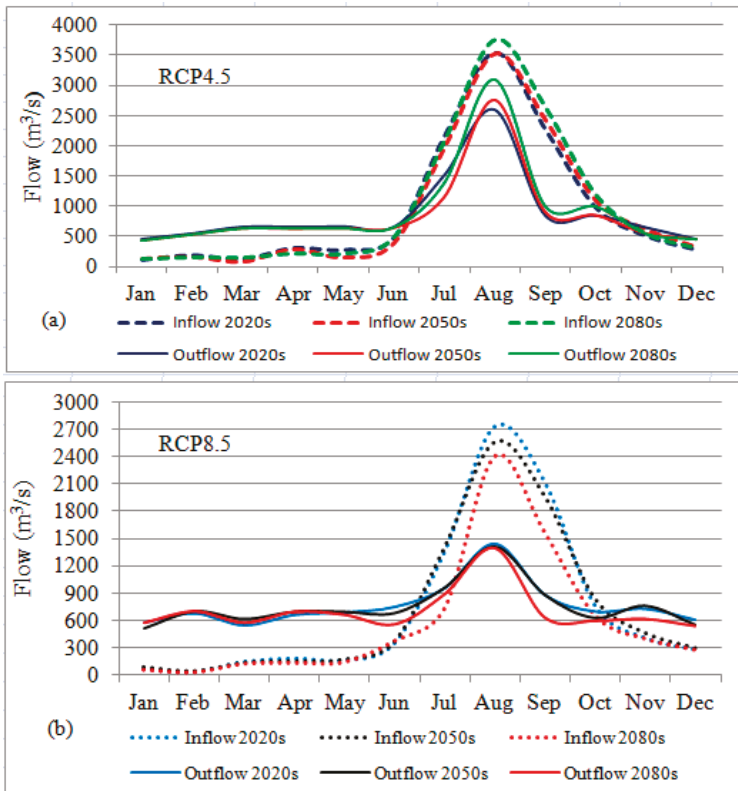 4000
3500
3000
2500
2000
1500
1000
500
0
Flow (m³/s)
RCP4.5
Jan Feb Mar Apr May Jun Jul Aug Sep Oct Nov Dec
(a)
Inflow 2020s Inflow 2050s Inflow 2080s
Outflow 2020s Outflow 2050s Outflow 2080s
3000
2700
2400
2100
1800
1500
1200
900
600
300
0
Flow (m³/s)
RCP8.5
Jan Feb Mar Apr May Jun Jul Aug Sep Oct Nov Dec
(b)
Inflow 2020s Inflow 2050s Inflow 2080s
Outflow 2020s Outflow 2050s Outflow 2080s